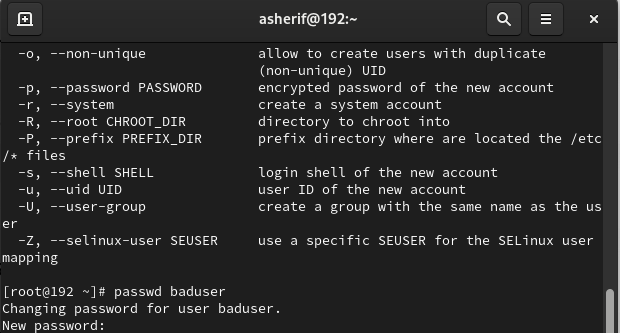 asherif@192:~
-o, --non-unique allow to create users with duplicate
(non-unique) UID
-p, --password PASSWORD encrypted password of the new account
-r, --system create a system account
-R, --root CHROOT_DIR directory to chroot into
-P, --prefix PREFIX_DIR prefix directory where are located the /etc
/* files
-s, --shell SHELL login shell of the new account
-u, --uid UID user ID of the new account
-U, --user-group create a group with the same name as the us
er
-Z, --selinux-user SEUSER use a specific SEUSER for the SELinux user
mapping
[root@192 ~]# passwd baduser
Changing password for user baduser.
New password: